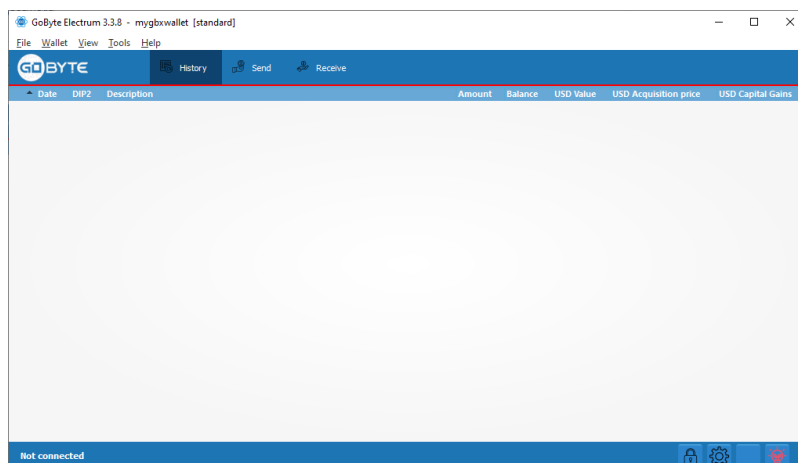 GoByte Electrum 3.3.8 - mygbxwallet [standard]
File Wallet View Tools Help
GOBYTE History Send Receive
Date DIP2 Description Amount Balance USD Value USD Acquisition price USD Capital Gains
Not connected